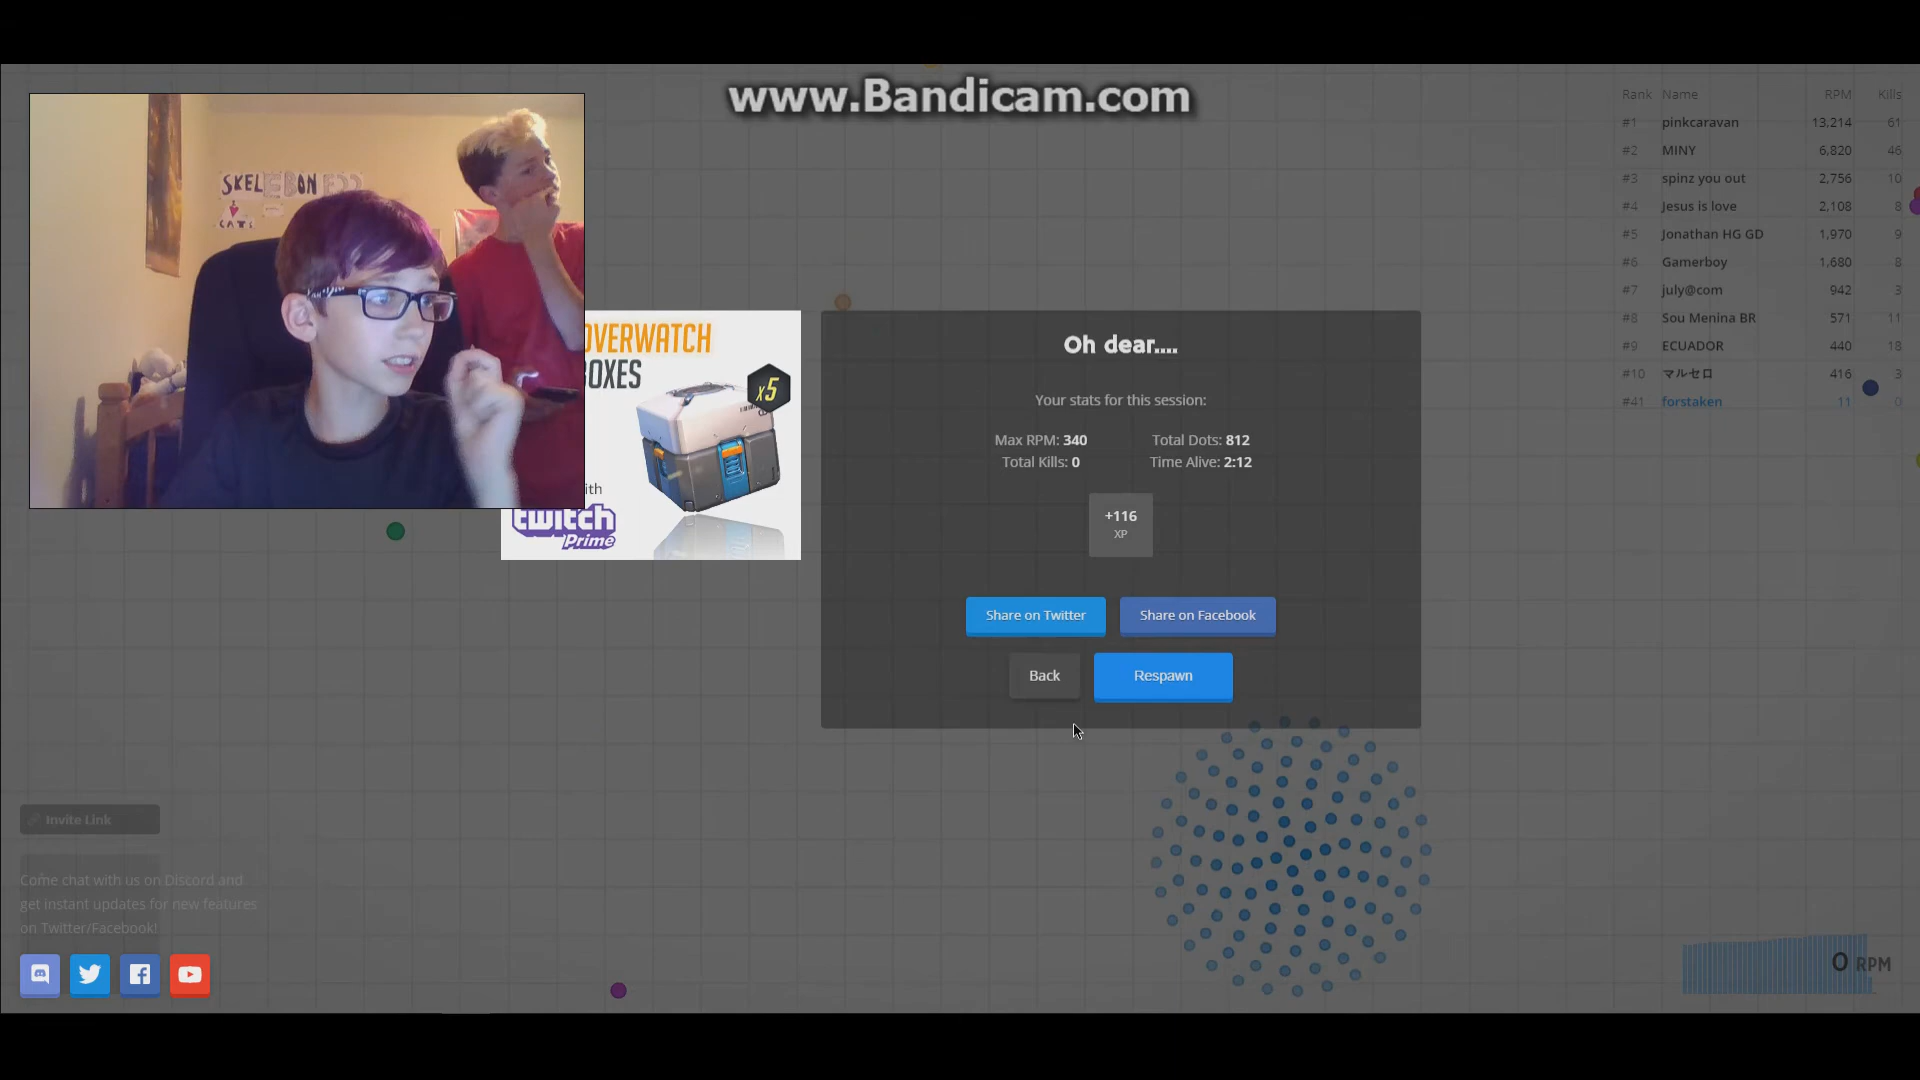 www.Bandicam.com
SKELEBONE
CATS
OVERWATCH
BOXES
x5
ith
twitch
Prime
Rank Name RPM Kills
#1 pinkcaravan 13,214 61
#2 MINY 6,820 46
#3 spinz you out 2,756 10
#4 Jesus is love 2,108 8
#5 Jonathan HG GD 1,970 9
#6 Gamerboy 1,680 8
#7 july@com 942 3
#8 Sou Menina BR 571 11
#9 ECUADOR 440 18
#10 マルセロ 416 3
#41 forstaken 11 0
Oh dear....
Your stats for this session:
Max RPM: 340 Total Dots: 812
Total Kills: 0 Time Alive: 2:12
+116
XP
Share on Twitter Share on Facebook
Back Respawn
Invite Link
Come chat with us on Discord and
get instant updates for new features
on Twitter/Facebook!
0 RPM